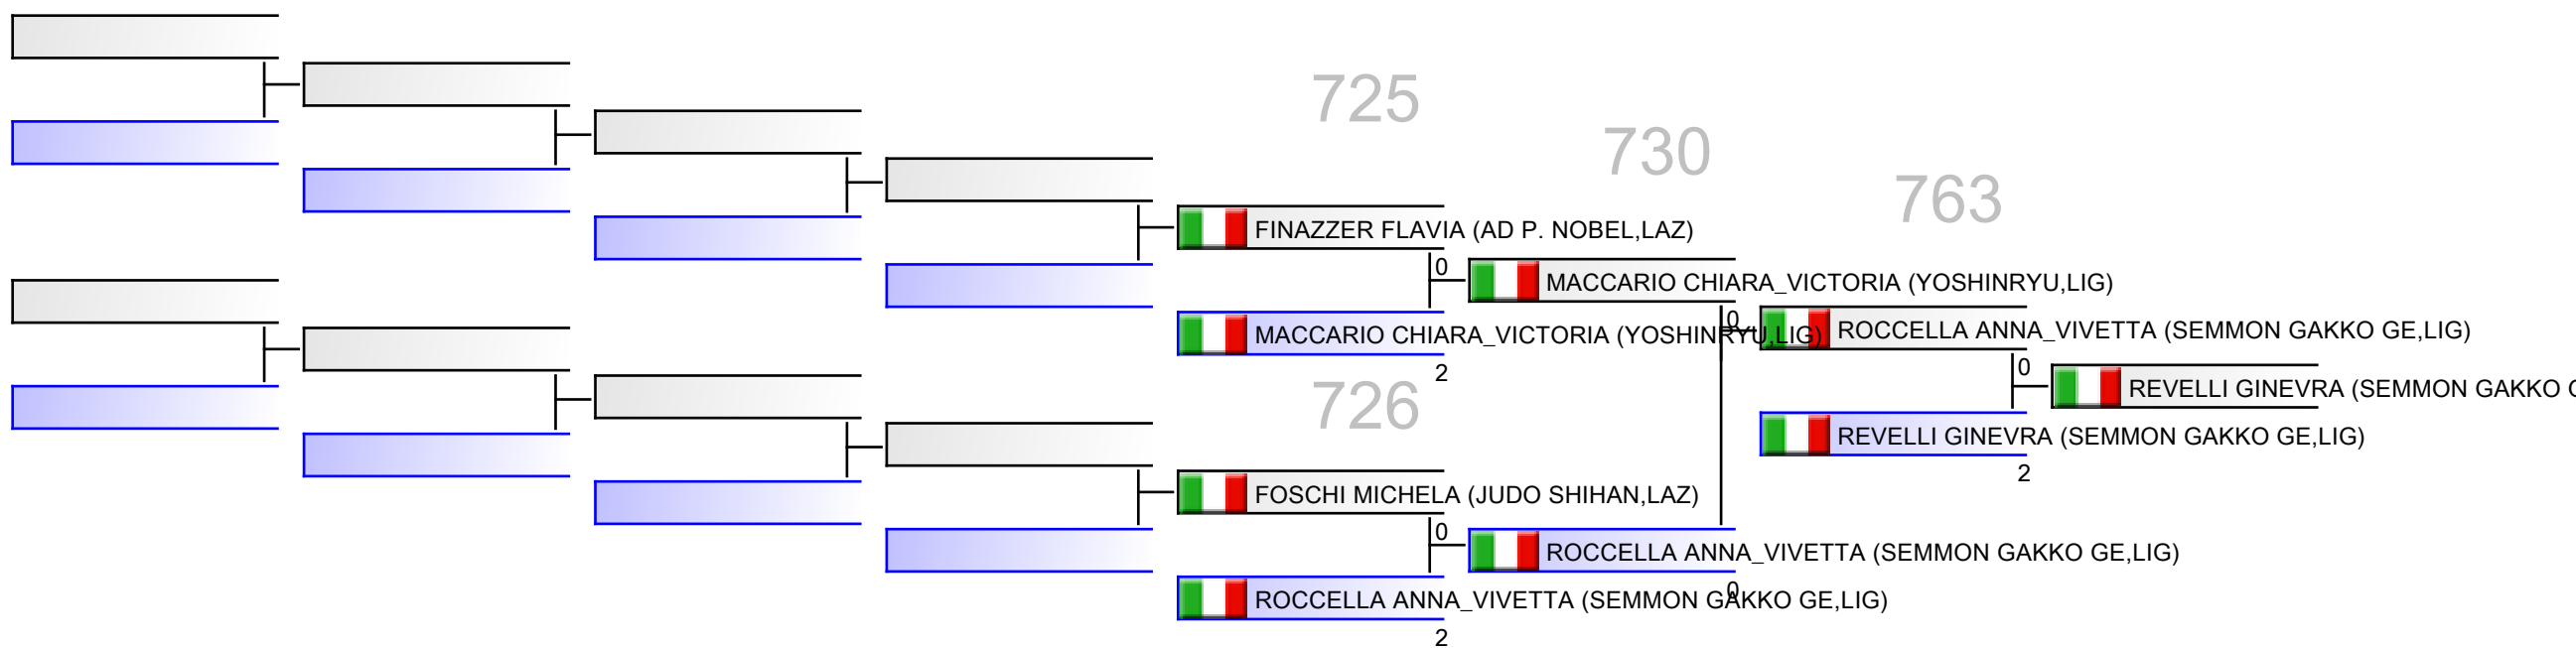 725
730
763
FINAZZER FLAVIA (AD P. NOBEL,LAZ)
0
MACCARIO CHIARA_VICTORIA (YOSHINRYU,LIG)
0
MACCARIO CHIARA_VICTORIA (YOSHINRYU,LIG)
ROCCELLA ANNA_VIVETTA (SEMMON GAKKO GE,LIG)
2
0
726
REVELLI GINEVRA (SEMMON GAKKO
REVELLI GINEVRA (SEMMON GAKKO GE,LIG)
2
FOSCHI MICHELA (JUDO SHIHAN,LAZ)
0
ROCCELLA ANNA_VIVETTA (SEMMON GAKKO GE,LIG)
0
ROCCELLA ANNA_VIVETTA (SEMMON GAKKO GE,LIG)
2